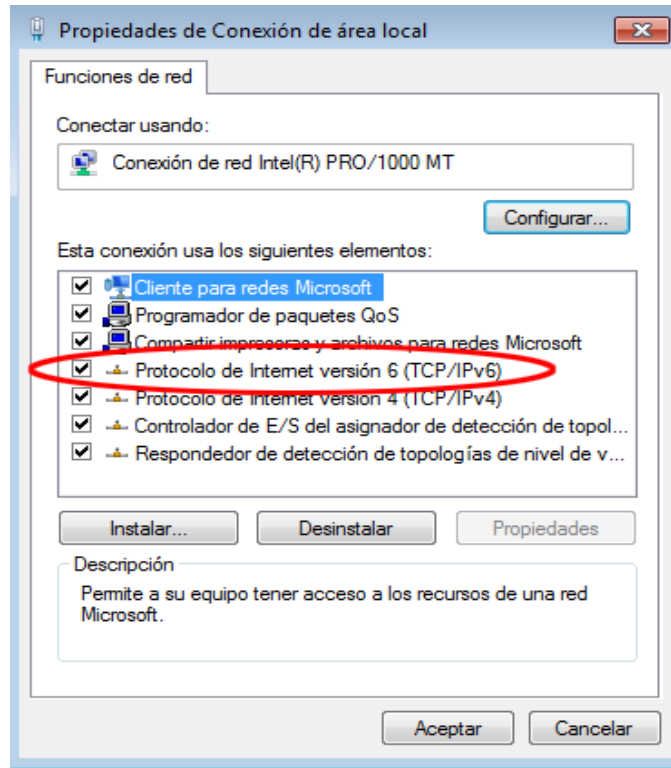 Propiedades de Conexión de área local
Funciones de red
Conectar usando:
Conexión de red Intel(R) PRO/1000 MT
Configurar...
Esta conexión usa los siguientes elementos:
Cliente para redes Microsoft
Programador de paquetes QoS
Compartir impresoras y archivos para redes Microsoft
Protocolo de Internet versión 6 (TCP/IPv6)
Protocolo de Internet versión 4 (TCP/IPv4)
Controlador de E/S del asignador de detección de topol...
Respondedor de detección de topologías de nivel de v...
Instalar...
Desinstalar
Propiedades
Descripción
Permite a su equipo tener acceso a los recursos de una red
Microsoft.
Aceptar
Cancelar